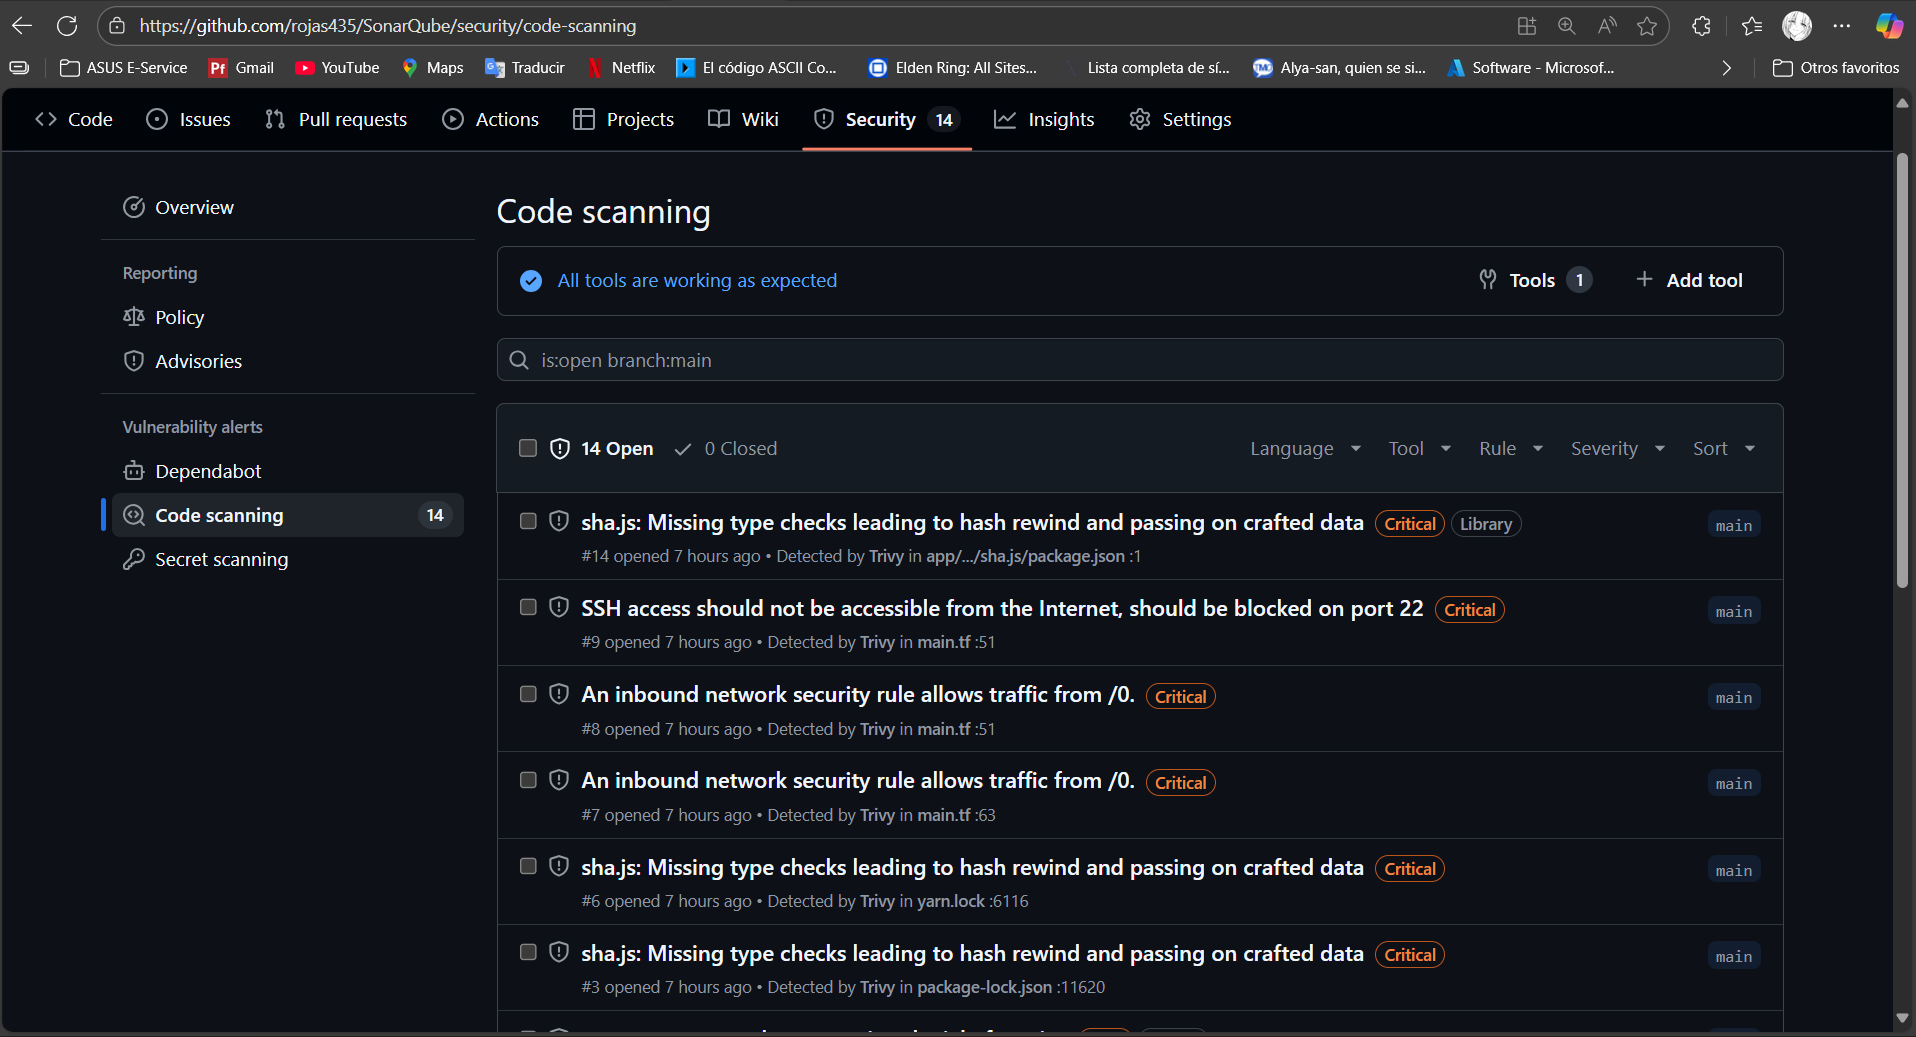 https://github.com/rojas435/SonarQube/security/code-scanning
ASUS E-Service
Gmail
YouTube
Maps
Traducir
Netflix
El código ASCII Co...
Elden Ring: All Sites...
Lista completa de sí...
Alya-san, quien se si...
Software - Microsof...
Otros favoritos
Code
Issues
Pull requests
Actions
Projects
Wiki
Security 14
Insights
Settings
Overview
Reporting
Policy
Advisories
Vulnerability alerts
Dependabot
Code scanning 14
Secret scanning
Code scanning
All tools are working as expected
Tools 1
Add tool
is:open branch:main
14 Open
0 Closed
Language
Tool
Rule
Severity
Sort
sha.js: Missing type checks leading to hash rewind and passing on crafted data Critical Library main
#14 opened 7 hours ago • Detected by Trivy in app/.../sha.js/package.json :1
SSH access should not be accessible from the Internet, should be blocked on port 22 Critical main
#9 opened 7 hours ago • Detected by Trivy in main.tf :51
An inbound network security rule allows traffic from /0. Critical main
#8 opened 7 hours ago • Detected by Trivy in main.tf :51
An inbound network security rule allows traffic from /0. Critical main
#7 opened 7 hours ago • Detected by Trivy in main.tf :63
sha.js: Missing type checks leading to hash rewind and passing on crafted data Critical main
#6 opened 7 hours ago • Detected by Trivy in yarn.lock :6116
sha.js: Missing type checks leading to hash rewind and passing on crafted data Critical main
#3 opened 7 hours ago • Detected by Trivy in package-lock.json :11620